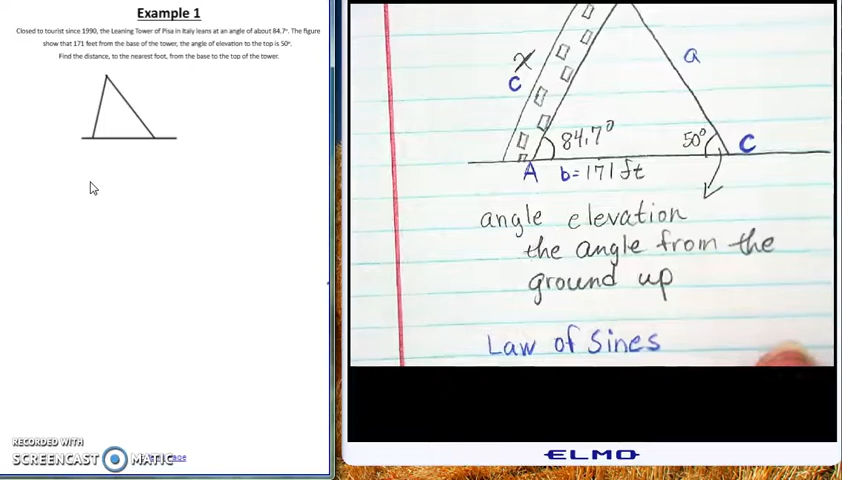 Example 1
Closed to tourist since 1990, the Leaning Tower of Pisa in Italy leans at an angle of about 84.7º. The figure
show that 171 feet from the base of the tower, the angle of elevation to the top is 50º.
Find the distance, to the nearest foot, from the base to the top of the tower.
RECORDED WITH
SCREENCAST MATIC
x
c
a
84.7º
50º
C
A b=171 ft
angle elevation
the angle from the
ground up
Law of Sines
ELMO